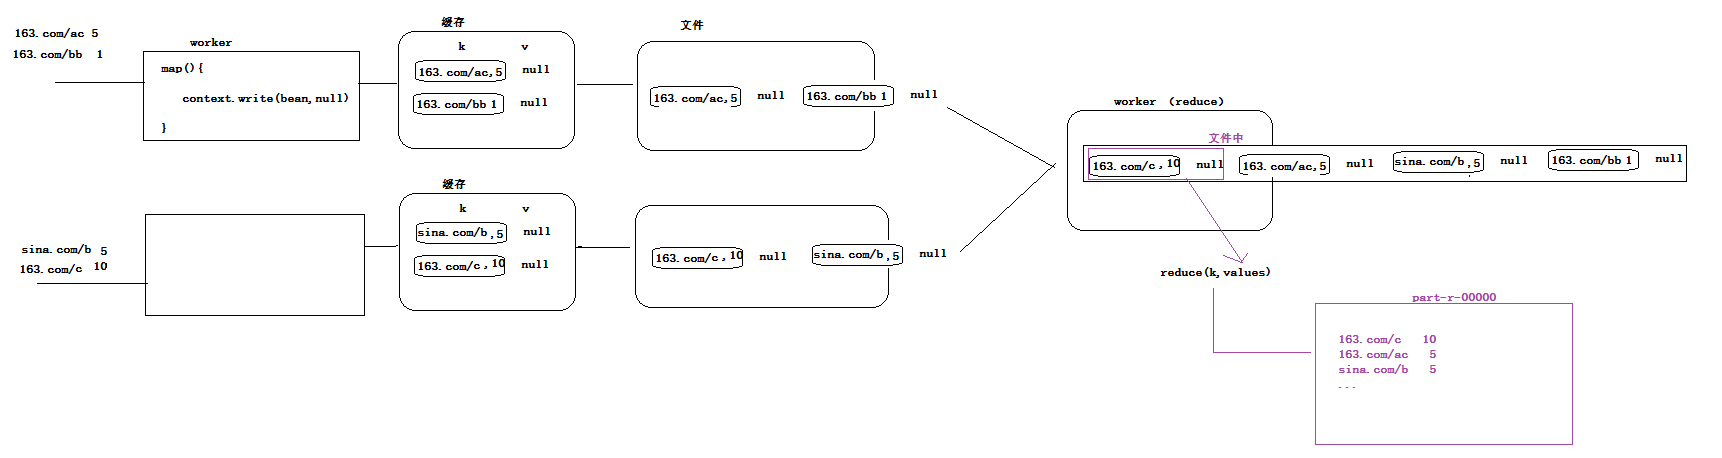 163.com/ac 5
163.com/bb 1
worker
map(){
context.write(bean,null)
}
缓存
k v
163.com/ac,5 null
163.com/bb 1 null
文件
163.com/ac,5 null 163.com/bb 1 null
sina.com/b 5
163.com/c 10
缓存
k v
sina.com/b,5 null
163.com/c,10 null
163.com/c,10 null sina.com/b,5 null
worker （reduce）
文件中
163.com/c,10 null 163.com/ac,5 null sina.com/b,5 null 163.com/bb 1 null
reduce(k,values)
part-r-00000
163.com/c 10
163.com/ac 5
sina.com/b 5
...